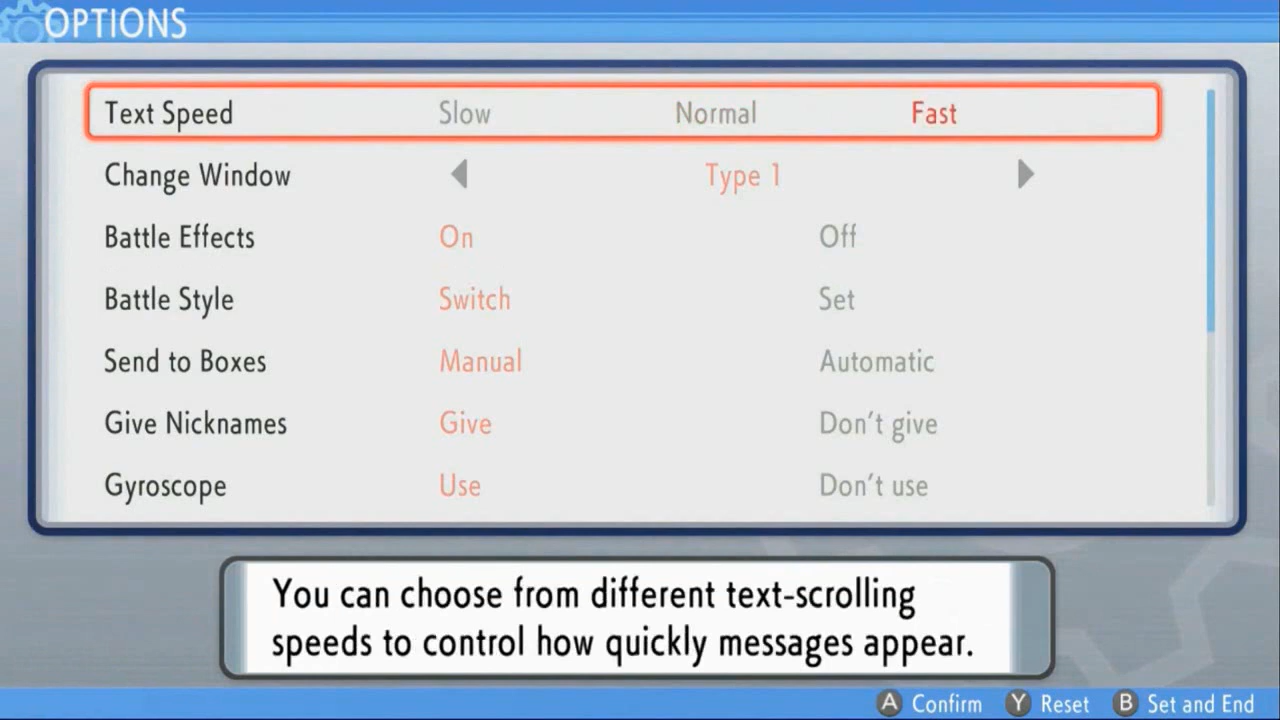 OPTIONS
Text Speed Slow Normal Fast
Change Window Type 1
Battle Effects On Off
Battle Style Switch Set
Send to Boxes Manual Automatic
Give Nicknames Give Don't give
Gyroscope Use Don't use
You can choose from different text-scrolling
speeds to control how quickly messages appear.
A Confirm Y Reset B Set and End